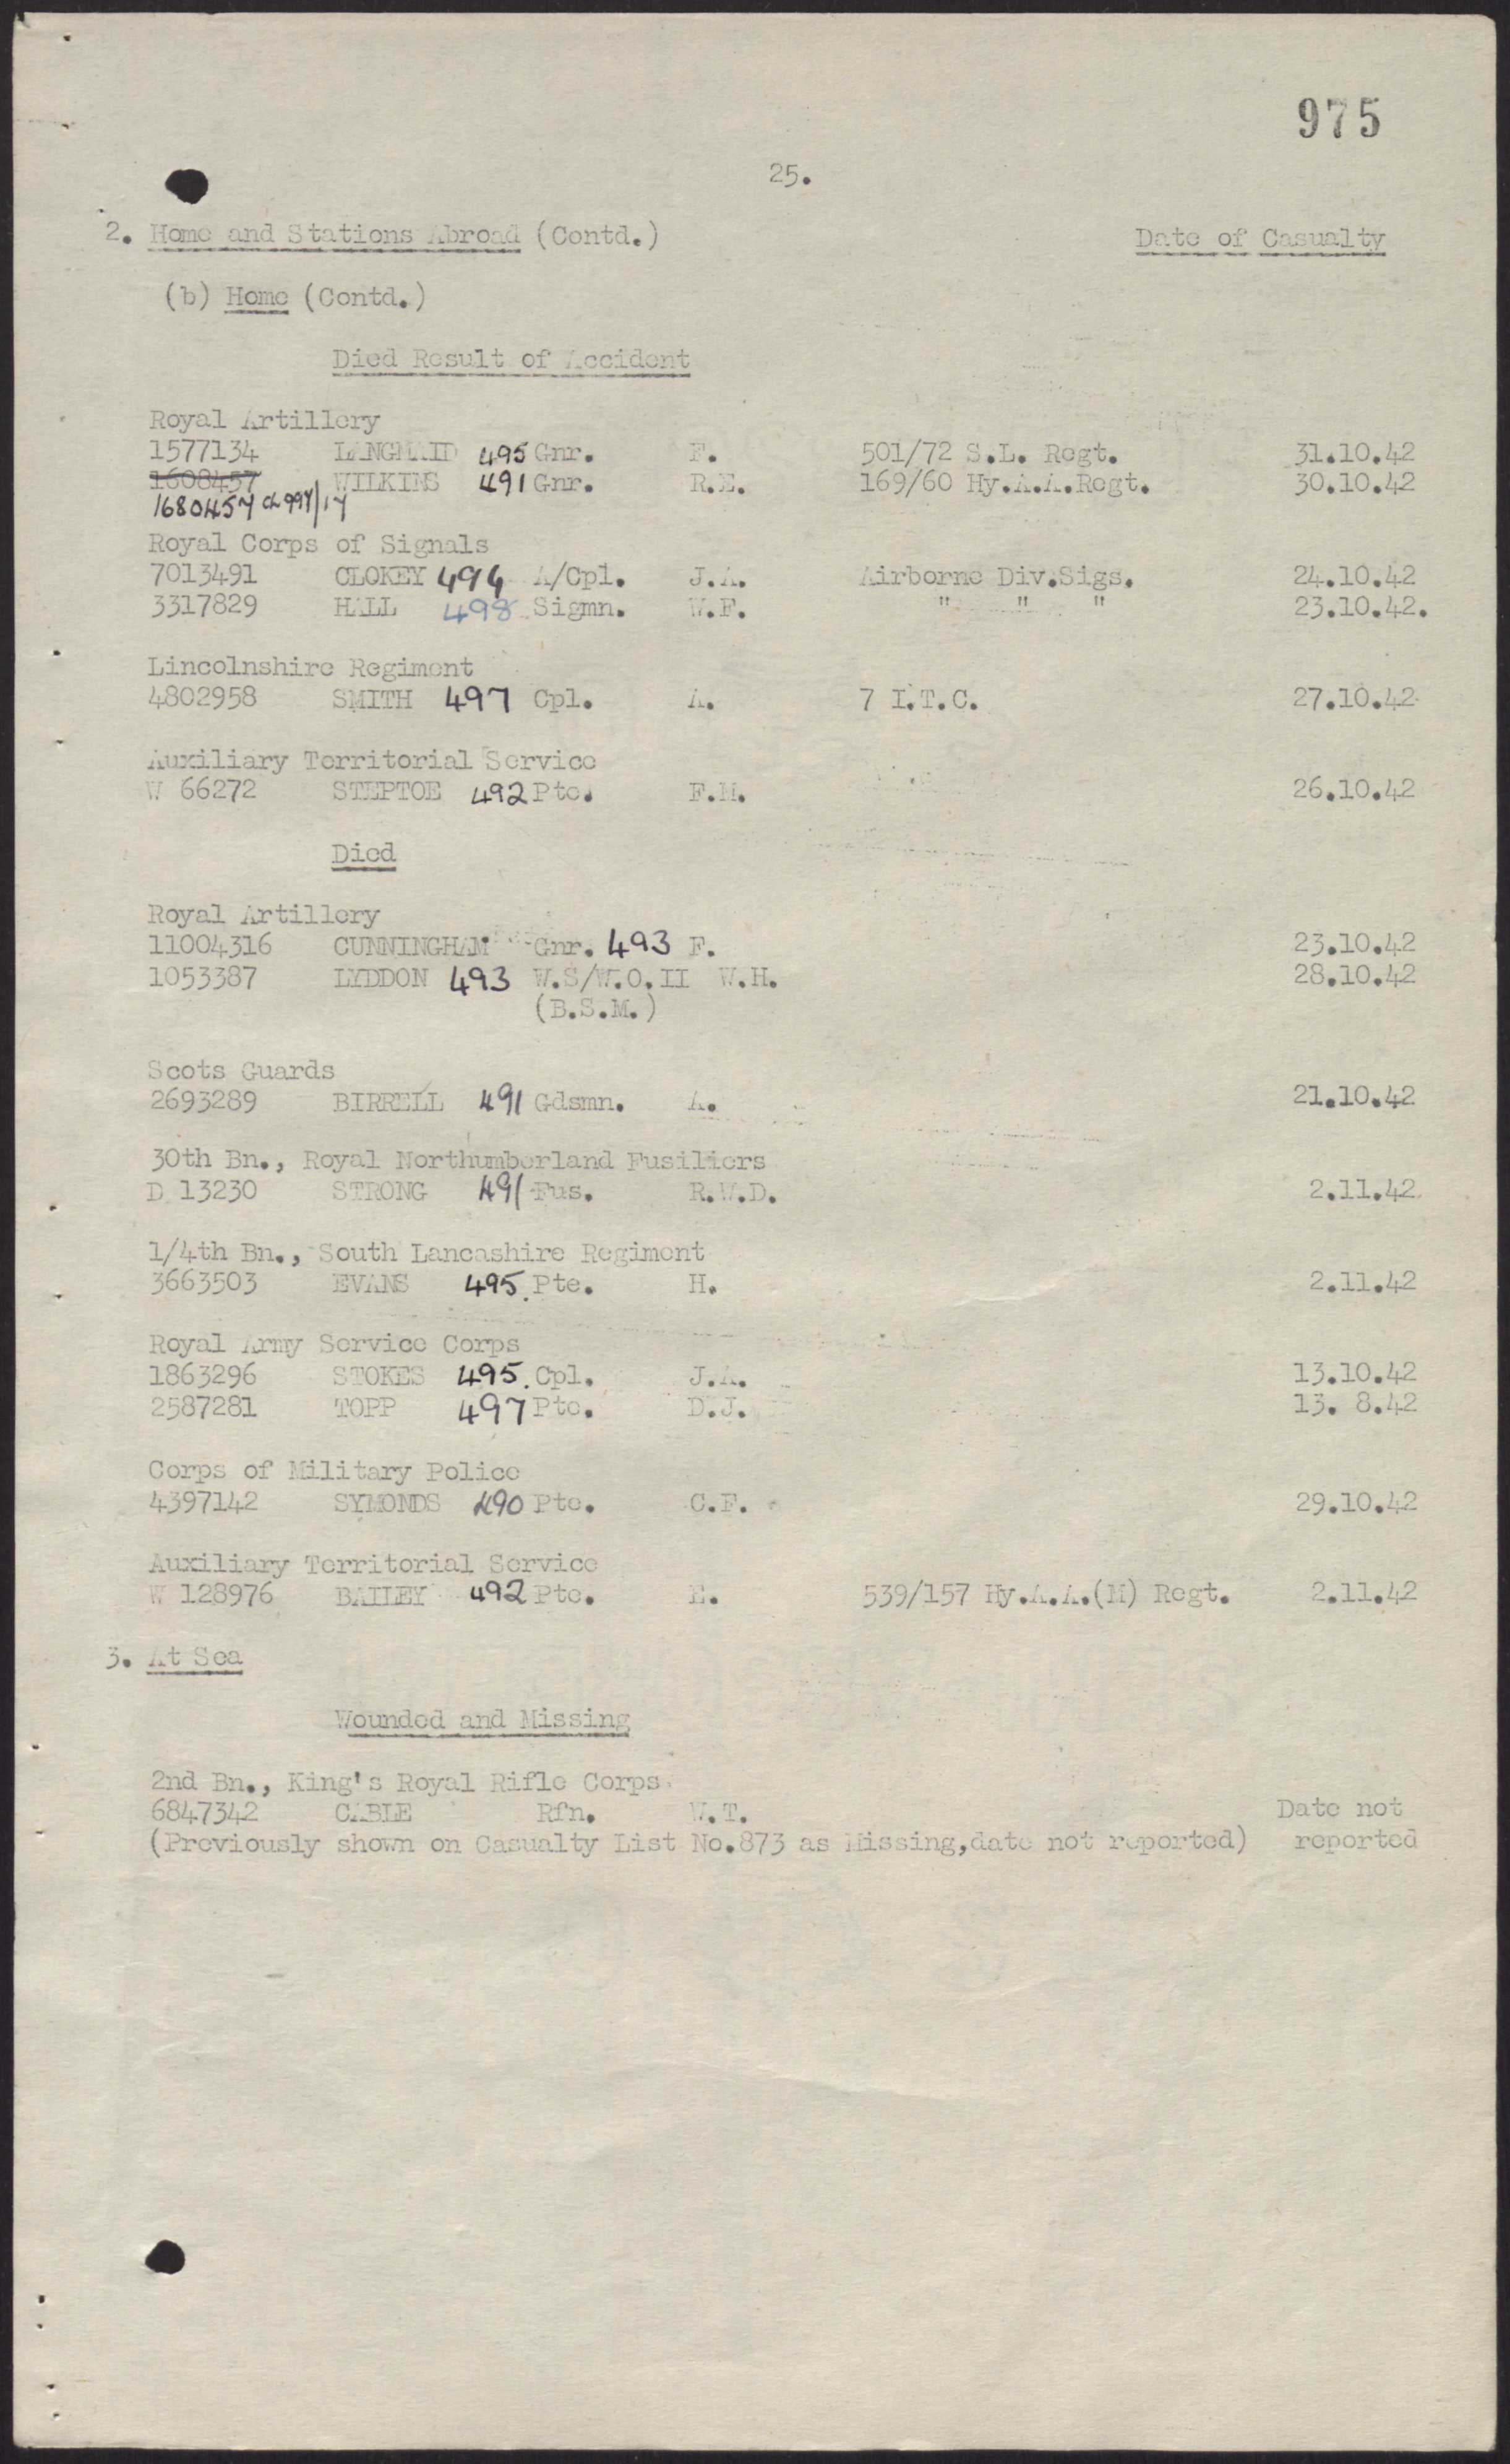 975
25.
2. Home and Stations Abroad (Contd.) Date of Casualty
(b) Home (Contd.)
Died Result of Accident
Royal Artillery
1577134 LANGMAID 495 Gnr. F. 501/72 S.L. Regt. 31.10.42
1608457 WILKINS 491 Gnr. R.E. 169/60 Hy.A.A.Regt. 30.10.42
1680457 CL 997/17
Royal Corps of Signals
7013491 CLOKEY 494 A/Cpl. J.A. Airborne Div.Sigs. 24.10.42
3317829 HALL 498 Sigmn. W.F. " " " 23.10.42.
Lincolnshire Regiment
4802958 SMITH 497 Cpl. A. 7 I.T.C. 27.10.42
Auxiliary Territorial Service
W 66272 STEPTOE 492 Pte. F.M. 26.10.42
Died
Royal Artillery
11004316 CUNNINGHAM Gnr. 493 F. 23.10.42
1053387 LYDDON 493 W.S/W.O.II W.H. 28.10.42
(B.S.M.)
Scots Guards
2693289 BIRRELL 491 Gdsmn. A. 21.10.42
30th Bn., Royal Northumberland Fusiliers
D 13230 STRONG 491 Fus. R.W.D. 2.11.42
1/4th Bn., South Lancashire Regiment
3663503 EVANS 495 Pte. H. 2.11.42
Royal Army Service Corps
1863296 STOKES 495 Cpl. J.A. 13.10.42
2587281 TOPP 497 Pte. D.J. 13. 8.42
Corps of Military Police
4397142 SYMONDS 490 Pte. C.F. 29.10.42
Auxiliary Territorial Service
W 128976 BAILEY 492 Pte. E. 539/157 Hy.A.A.(M) Regt. 2.11.42
3. At Sea
Wounded and Missing
2nd Bn., King's Royal Rifle Corps
6847342 CABLE Rfn. W.T. Date not
(Previously shown on Casualty List No.873 as Missing,date not reported) reported